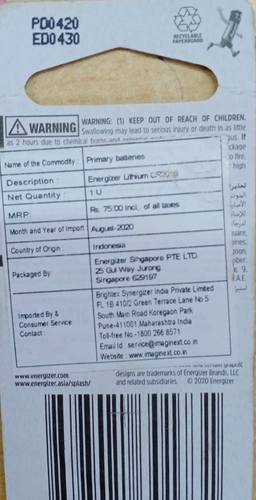 PD0420
ED0430
RECYCLABLE
PAPERBOARD
WARNING
WARNING: (1) KEEP OUT OF REACH OF CHILDREN.
Swallowing may lead to serious injury or death in as little
as 2 hours due to chemical burns and
Name of the Commodity : Primary batteries
Description : Energizer Lithium
Net Quantity : 1 U
MRP: Rs. 75.00 incl. of all taxes
Month and Year of Import : August-2020
Country of Origin : Indonesia
Packaged By : Energizer Singapore PTE LTD.
25 Gul Way Jurong
Singapore 629197
Imported By &
Consumer Service
Contact :
Brightex Synergizer India Private Limited
FL 1B 410/2 Green Terrace Lane No 5
South Main Road Koregaon Park
Pune-411001,Maharashtra India
Toll-free No.-1800 266 8571
Email Id : service@imaginext.co.in
Website : www.imaginext.co.in
www.energizer.com
www.energizer.asia/splash/
designs are trademarks of Energizer Brands, LLC
and related subsidiaries. © 2020 Energizer